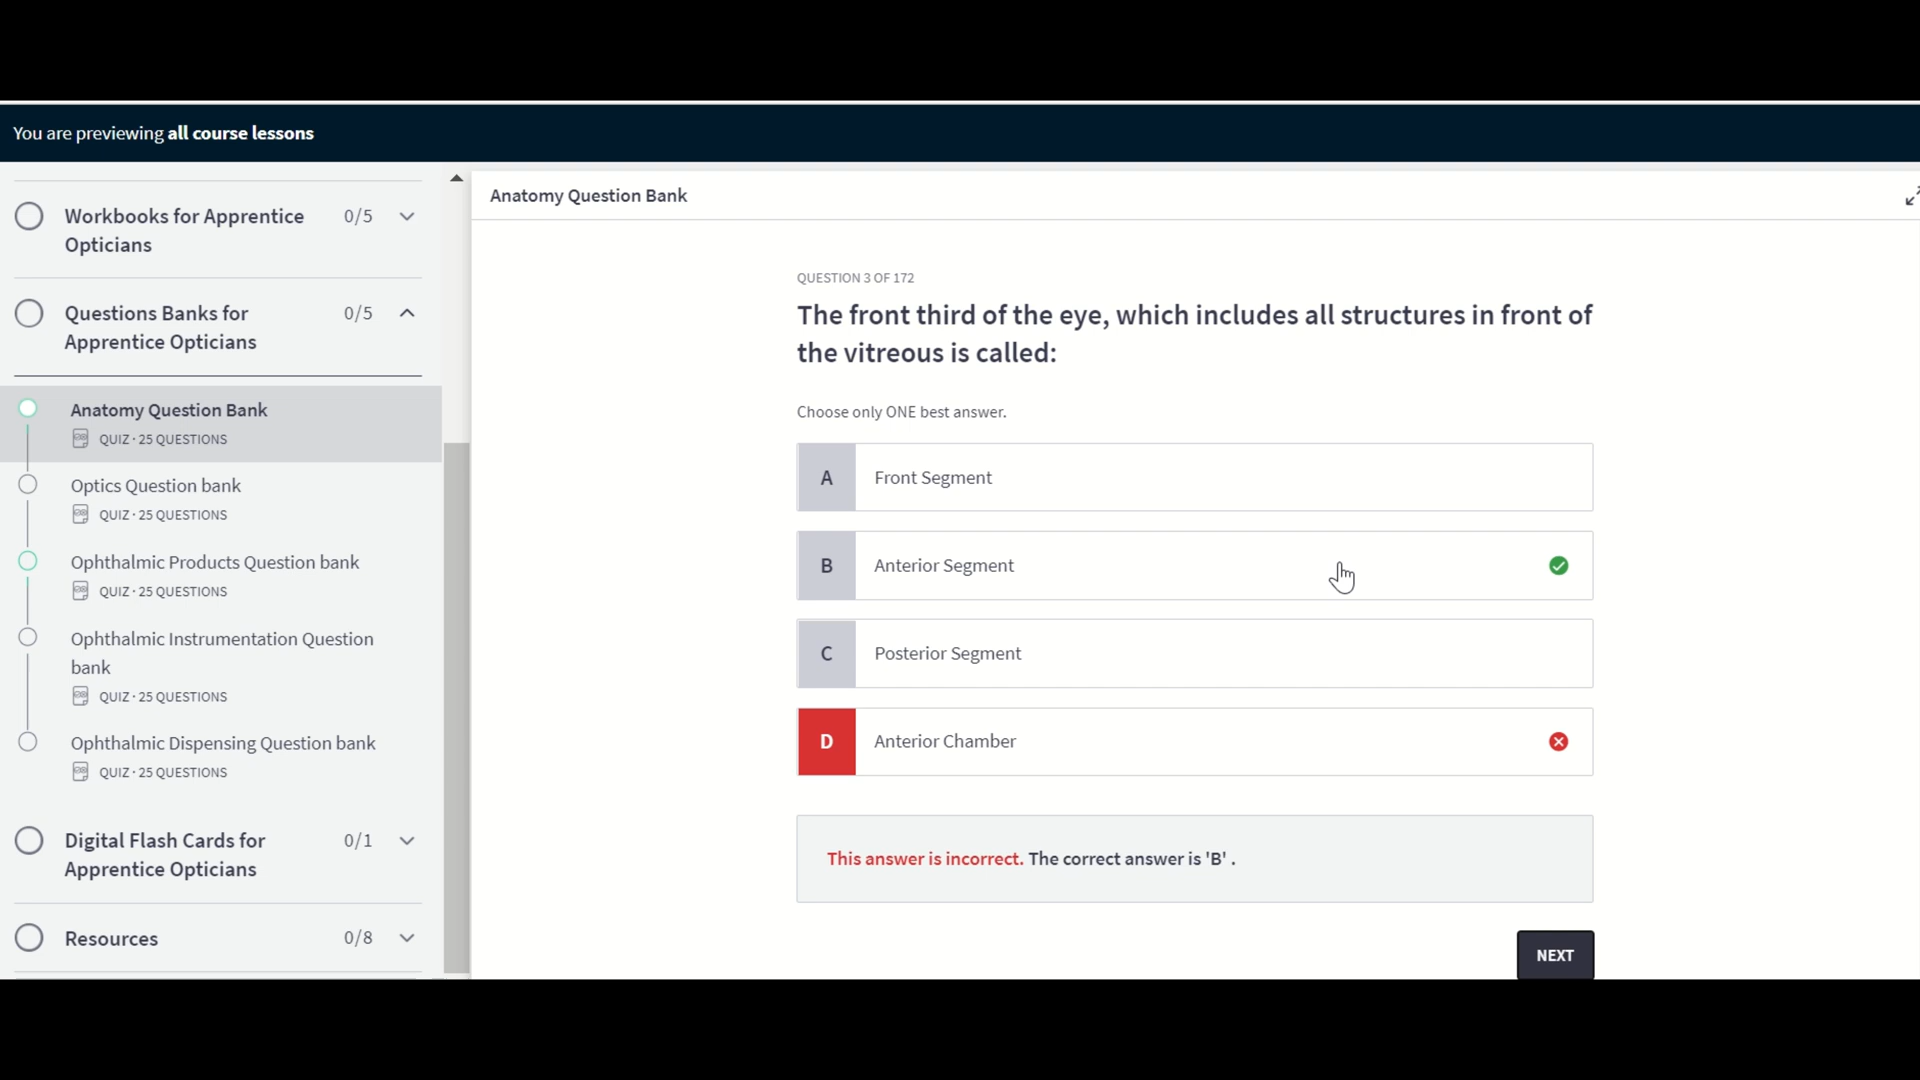 You are previewing all course lessons
Workbooks for Apprentice 0/5
Opticians
Questions Banks for 0/5
Apprentice Opticians
Anatomy Question Bank
QUIZ · 25 QUESTIONS
Optics Question bank
QUIZ · 25 QUESTIONS
Ophthalmic Products Question bank
QUIZ · 25 QUESTIONS
Ophthalmic Instrumentation Question
bank
QUIZ · 25 QUESTIONS
Ophthalmic Dispensing Question bank
QUIZ · 25 QUESTIONS
Digital Flash Cards for 0/1
Apprentice Opticians
Resources 0/8
Anatomy Question Bank
QUESTION 3 OF 172
The front third of the eye, which includes all structures in front of
the vitreous is called:
Choose only ONE best answer.
A Front Segment
B Anterior Segment
C Posterior Segment
D Anterior Chamber
This answer is incorrect. The correct answer is 'B' .
NEXT